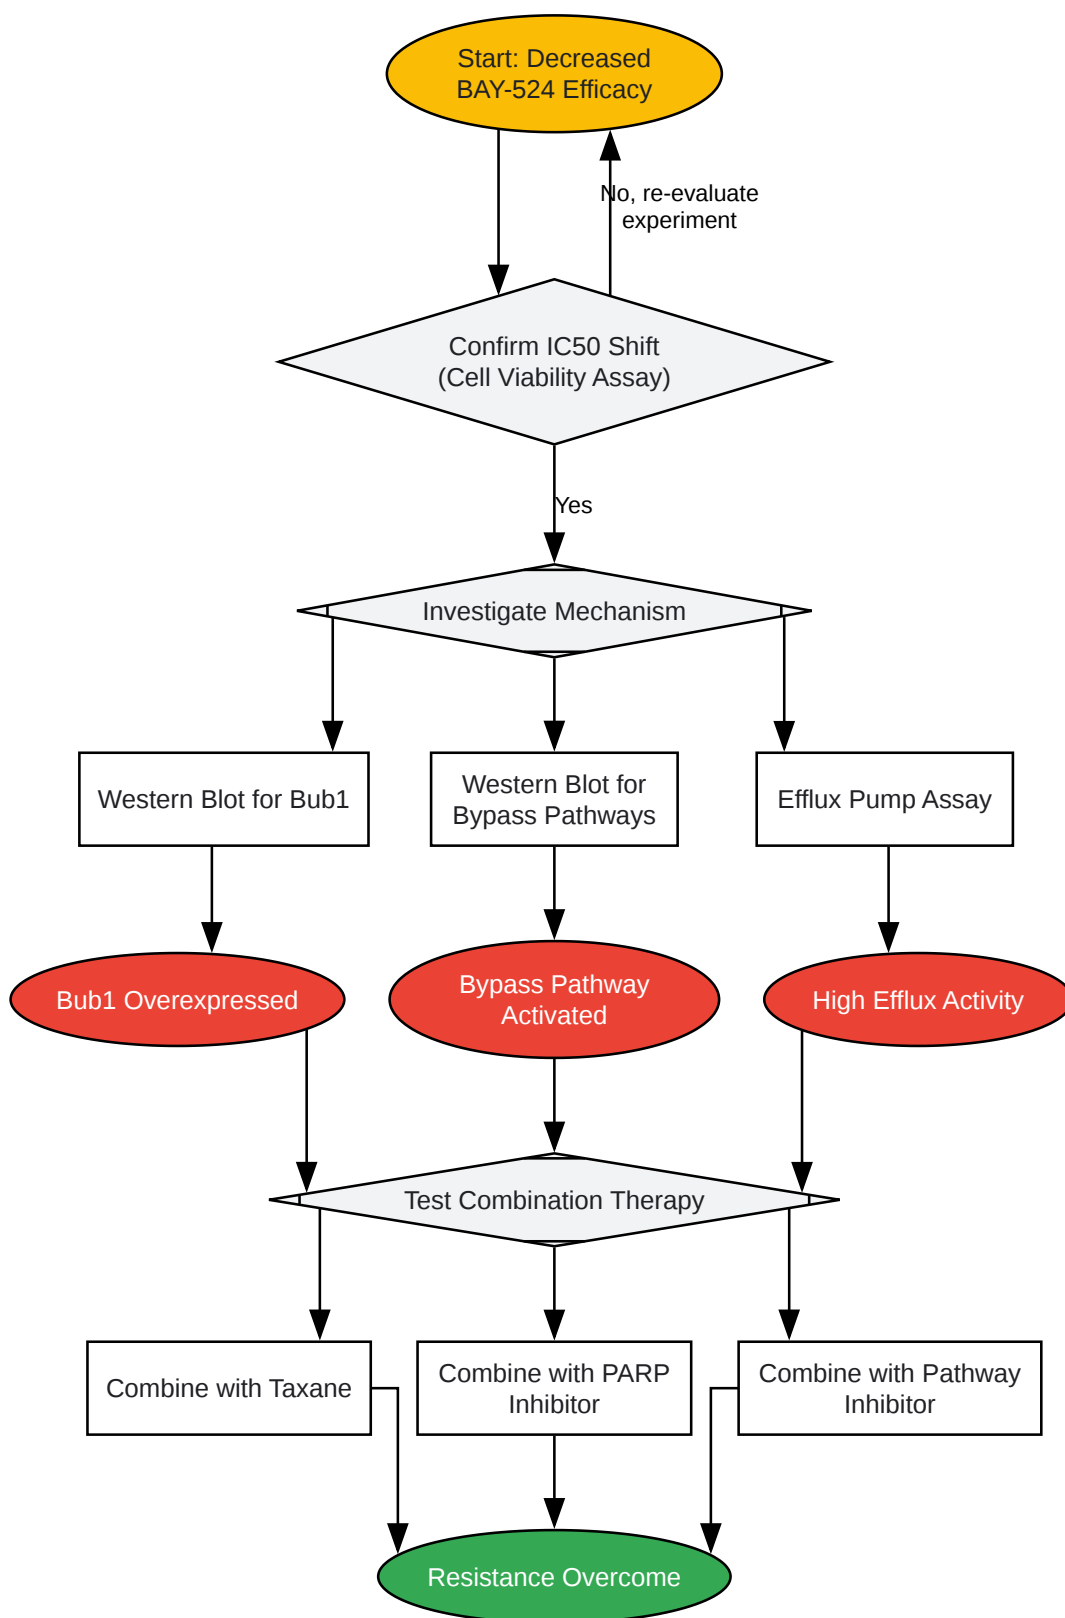 Start: Decreased
BAY-524 Efficacy
No, re-evaluate
experiment
Confirm IC50 Shift
(Cell Viability Assay)
Yes
Investigate Mechanism
Western Blot for Bub1
Western Blot for
Bypass Pathways
Efflux Pump Assay
Bub1 Overexpressed
Bypass Pathway
Activated
High Efflux Activity
Test Combination Therapy
Combine with Taxane
Combine with PARP
Inhibitor
Combine with Pathway
Inhibitor
Resistance Overcome